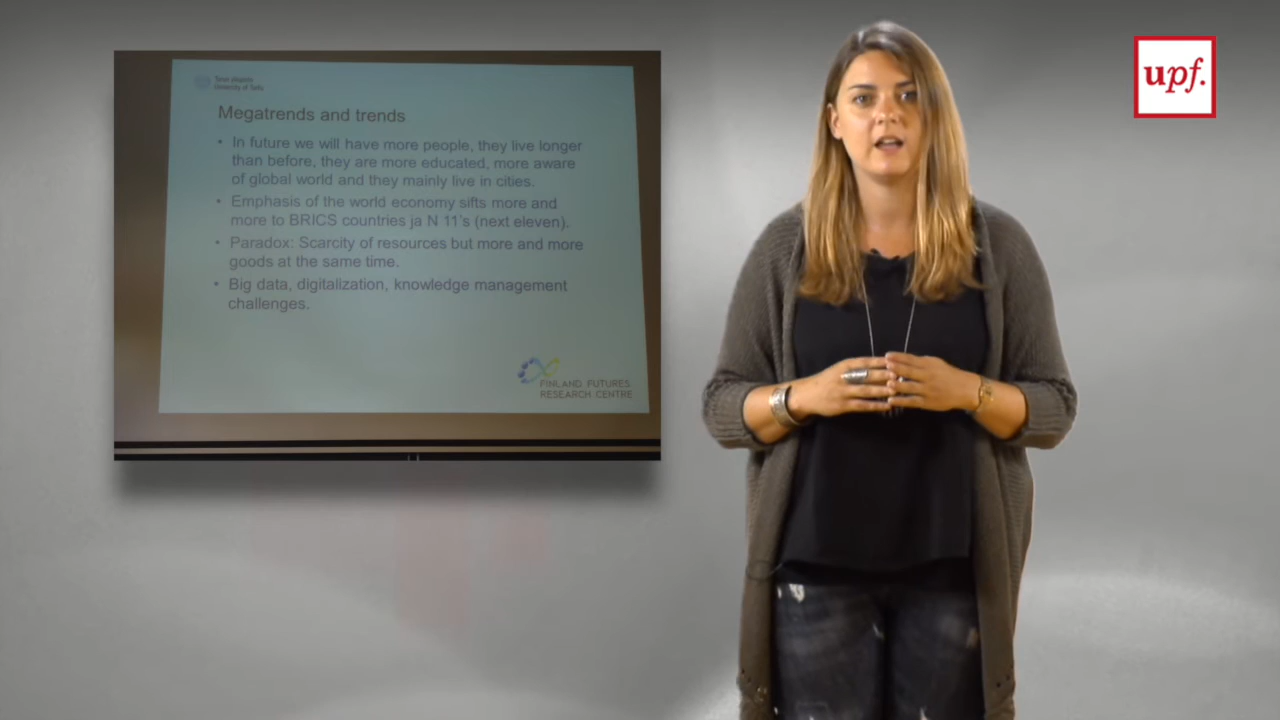 upf.
University of Tartu
Megatrends and trends
• In future we will have more people, they live longer
than before, they are more educated, more aware
of global world and they mainly live in cities.
• Emphasis of the world economy sifts more and
more to BRICS countries ja N 11's (next eleven).
• Paradox: Scarcity of resources but more and more
goods at the same time.
• Big data, digitalization, knowledge management
challenges.
FINLAND FUTURES
RESEARCH CENTRE